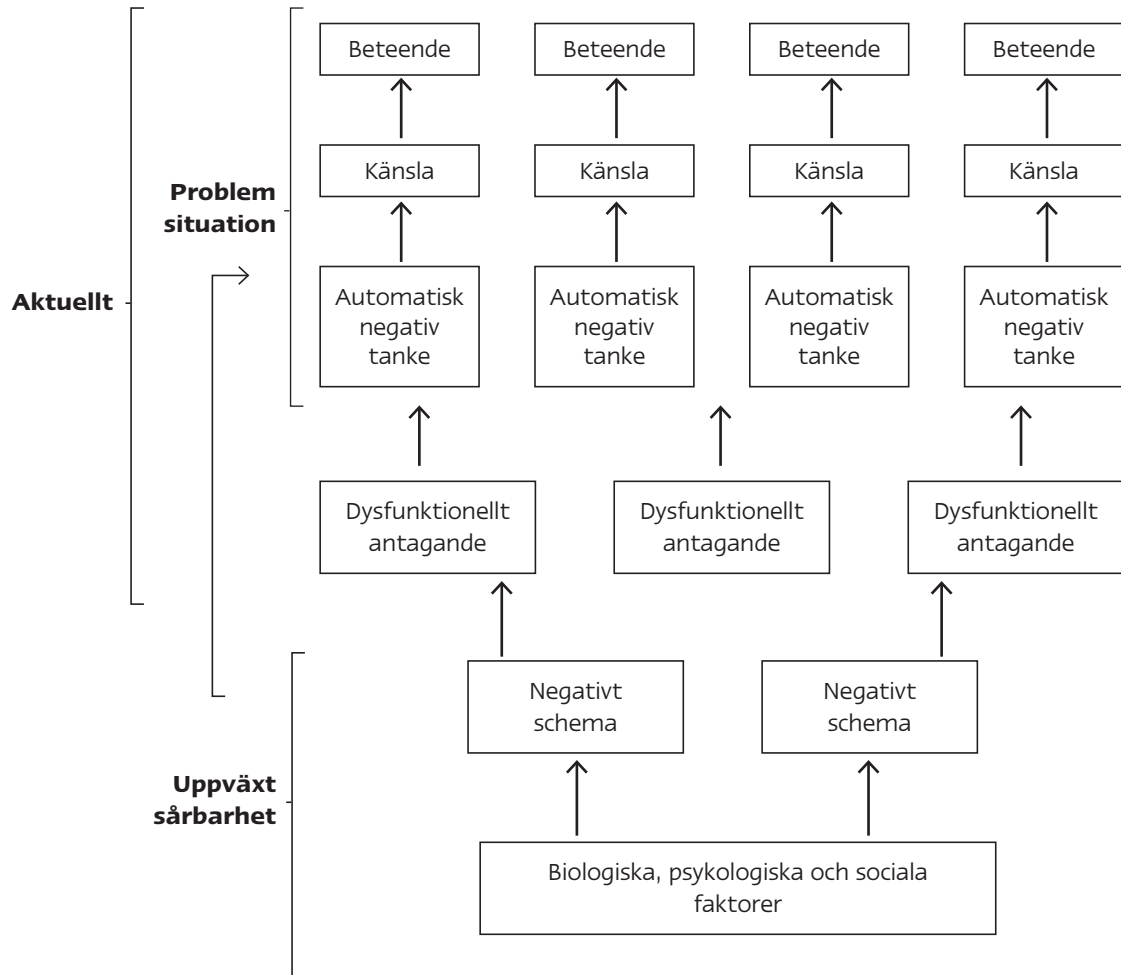 Beteende
Beteende
Beteende
Beteende
Känsla
Känsla
Känsla
Känsla
Problem
situation
Aktuellt
Automatisk
negativ
tanke
Automatisk
negativ
tanke
Automatisk
negativ
tanke
Automatisk
negativ
tanke
Dysfunktionellt
antagande
Dysfunktionellt
antagande
Dysfunktionellt
antagande
Negativt
schema
Negativt
schema
Uppväxt
sårbarhet
Biologiska, psykologiska och sociala
faktorer